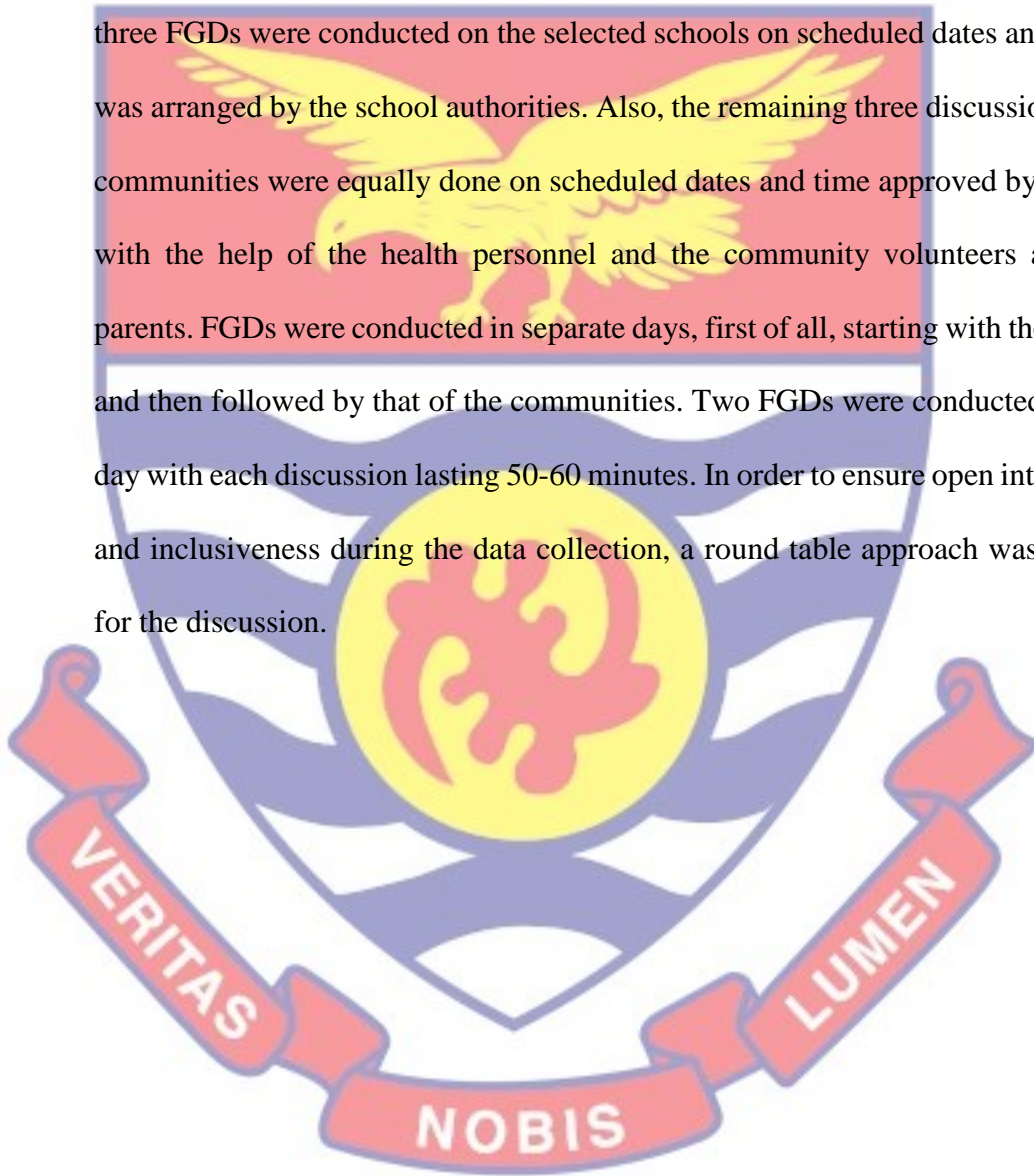 three FGDs were conducted on the selected schools on scheduled dates an
was arranged by the school authorities. Also, the remaining three discussio
communities were equally done on scheduled dates and time approved by
with the help of the health personnel and the community volunteers a
parents. FGDs were conducted in separate days, first of all, starting with the
and then followed by that of the communities. Two FGDs were conducted
day with each discussion lasting 50-60 minutes. In order to ensure open int
and inclusiveness during the data collection, a round table approach was
for the discussion.
VERITAS
NOBIS
LUMEN